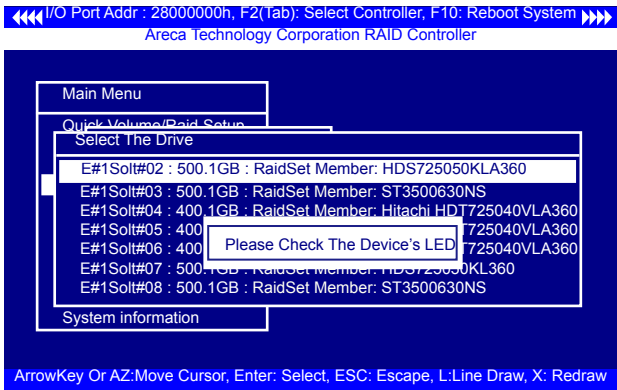 I/O Port Addr : 28000000h, F2(Tab): Select Controller, F10: Reboot System
Areca Technology Corporation RAID Controller
Main Menu
Quick Volume/Raid Setup
Select The Drive
E#1Solt#02 : 500.1GB : RaidSet Member: HDS725050KLA360
E#1Solt#03 : 500.1GB : RaidSet Member: ST3500630NS
E#1Solt#04 : 400.1GB : RaidSet Member: Hitachi HDT725040VLA360
E#1Solt#05 : 400 T725040VLA360
E#1Solt#06 : 400 T725040VLA360
Please Check The Device's LED
E#1Solt#07 : 500.1GB : RaidSet Member: HDS725050KL360
E#1Solt#08 : 500.1GB : RaidSet Member: ST3500630NS
System information
ArrowKey Or AZ:Move Cursor, Enter: Select, ESC: Escape, L:Line Draw, X: Redraw